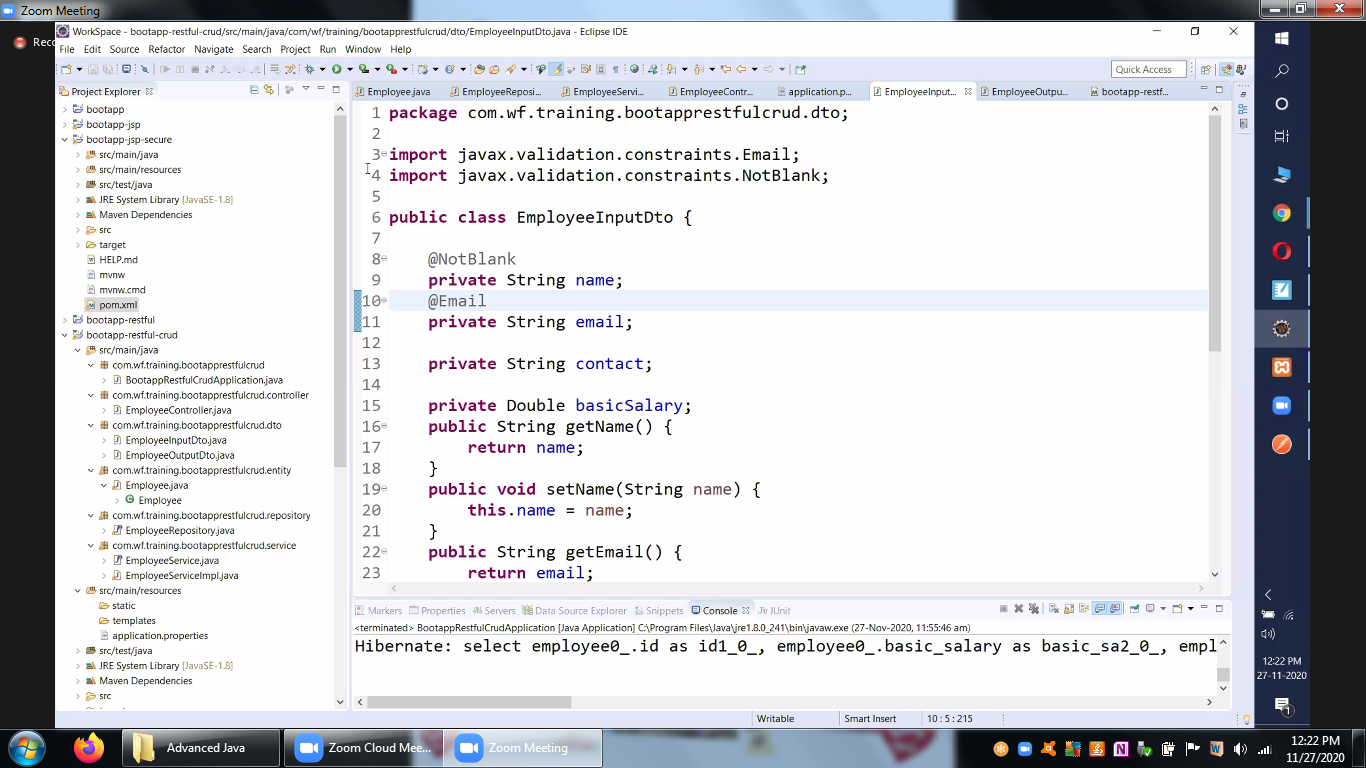 Zoom Meeting
Reco
WorkSpace - bootapp-restful-crud/src/main/java/com/wf/training/bootapprestfulcrud/dto/EmployeeInputDto.java - Eclipse IDE
File Edit Source Refactor Navigate Search Project Run Window Help
Quick Access
Project Explorer
Employee.java EmployeeReposi... EmployeeServi... EmployeeContr... application.p... EmployeeInput... EmployeeOutpu... bootapp-restf...
bootapp
bootapp-jsp
bootapp-jsp-secure
src/main/java
src/main/resources
src/test/java
JRE System Library [JavaSE-1.8]
Maven Dependencies
src
target
HELP.md
mvnw
mvnw.cmd
pom.xml
bootapp-restful
bootapp-restful-crud
src/main/java
com.wf.training.bootapprestfulcrud
BootappRestfulCrudApplication.java
com.wf.training.bootapprestfulcrud.controller
EmployeeController.java
com.wf.training.bootapprestfulcrud.dto
EmployeeInputDto.java
EmployeeOutputDto.java
com.wf.training.bootapprestfulcrud.entity
Employee.java
Employee
com.wf.training.bootapprestfulcrud.repository
EmployeeRepository.java
com.wf.training.bootapprestfulcrud.service
EmployeeService.java
EmployeeServiceImpl.java
src/main/resources
static
templates
application.properties
src/test/java
JRE System Library [JavaSE-1.8]
Maven Dependencies
src
1 package com.wf.training.bootapprestfulcrud.dto;
2
3 import javax.validation.constraints.Email;
4 import javax.validation.constraints.NotBlank;
5
6 public class EmployeeInputDto {
7
8 @NotBlank
9 private String name;
10 @Email
11 private String email;
12
13 private String contact;
14
15 private Double basicSalary;
16 public String getName() {
17 return name;
18 }
19 public void setName(String name) {
20 this.name = name;
21 }
22 public String getEmail() {
23 return email;
Markers Properties Servers Data Source Explorer Snippets Console JUnit
<terminated> BootappRestfulCrudApplication [Java Application] C:\Program Files\Java\jre1.8.0_241\bin\javaw.exe (27-Nov-2020, 11:55:46 am)
Hibernate: select employee0_.id as id1_0_, employee0_.basic_salary as basic_sa2_0_, empl
Writable Smart Insert 10 : 5 : 215
12:22 PM
27-11-2020
1
Advanced Java Zoom Cloud Mee... Zoom Meeting
12:22 PM
11/27/2020